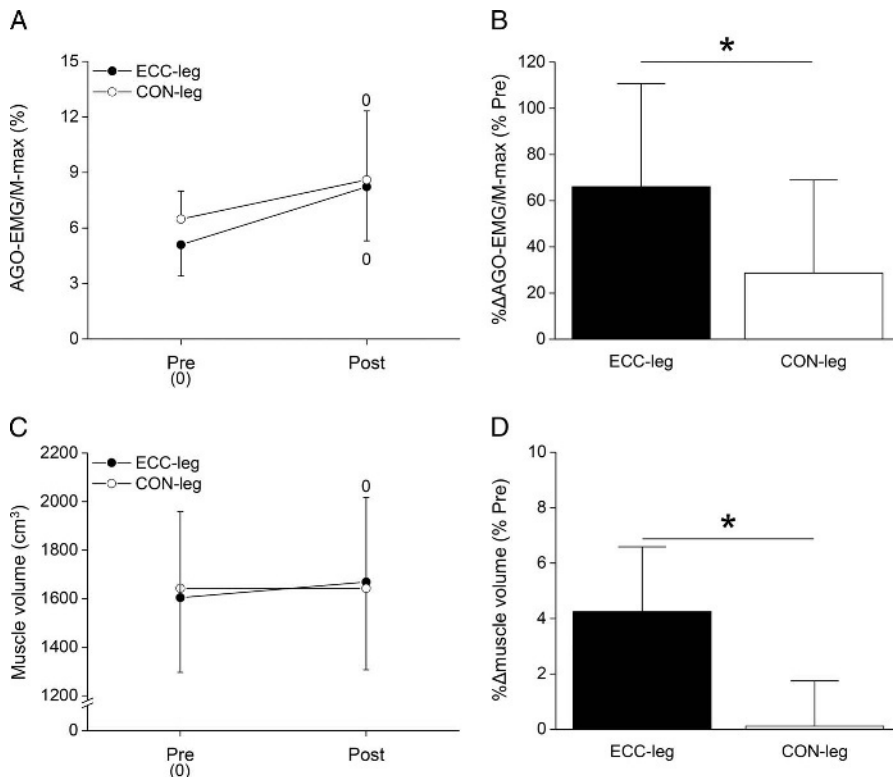 A
AGO-EMG/M-max (%)
15
12
9
6
3
0
ECC-leg
CON-leg
0
0
Pre
(0)
Post
B
%ΔAGO-EMG/M-max (% Pre)
120
100
80
60
40
20
0
*
ECC-leg
CON-leg
C
Muscle volume (cm³)
2200
2000
1800
1600
1400
1200
0
ECC-leg
CON-leg
0
Pre
(0)
Post
D
%Δmuscle volume (% Pre)
10
8
6
4
2
0
*
ECC-leg
CON-leg